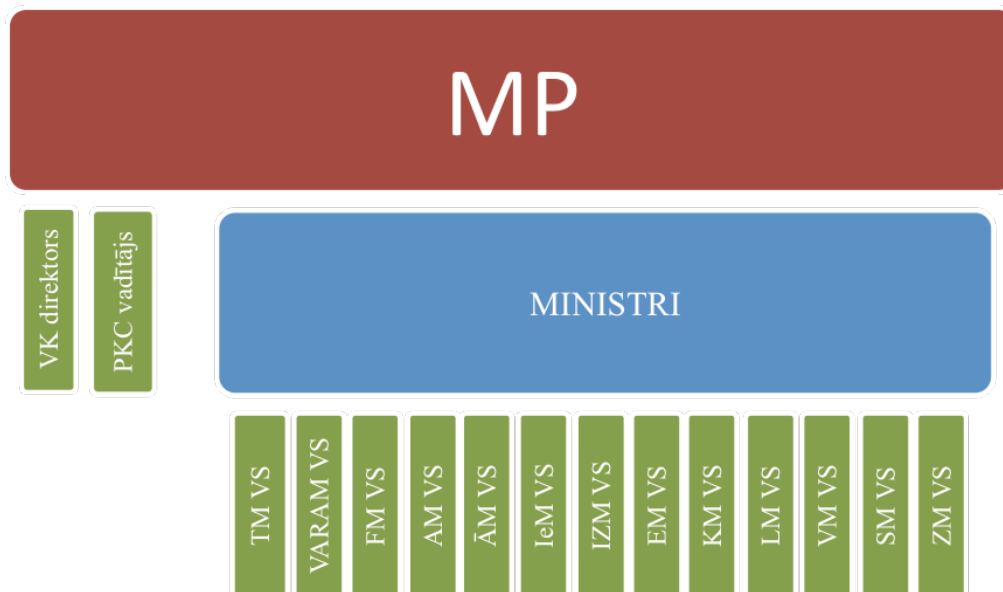 MP
VK direktors
PKC vadītājs
MINISTRI
TM VS
VARAM VS
FM VS
AM VS
ĀM VS
IeM VS
IZM VS
EM VS
KM VS
LM VS
VM VS
SM VS
ZM VS